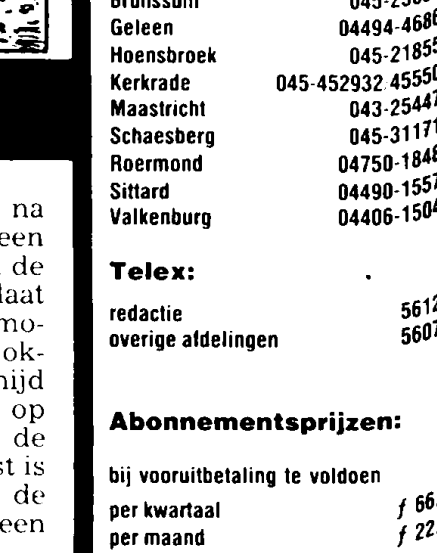 Geleen 04494-4686
Hoensbroek 045-2185
Kerkrade 045-452932 45550
Maastricht 043-25447
Schaesberg 045-31171
Roermond 04750-1848
Sittard 04490-1557
Valkenburg 04406-1504
Telex:
redactie 5612
overige afdelingen 5607
Abonnementsprijzen:
bij vooruitbetaling te voldoen
per kwartaal f 66.
per maand f 22.
na
een
de
laat
mo-
ok-
op
de
st is
de
een